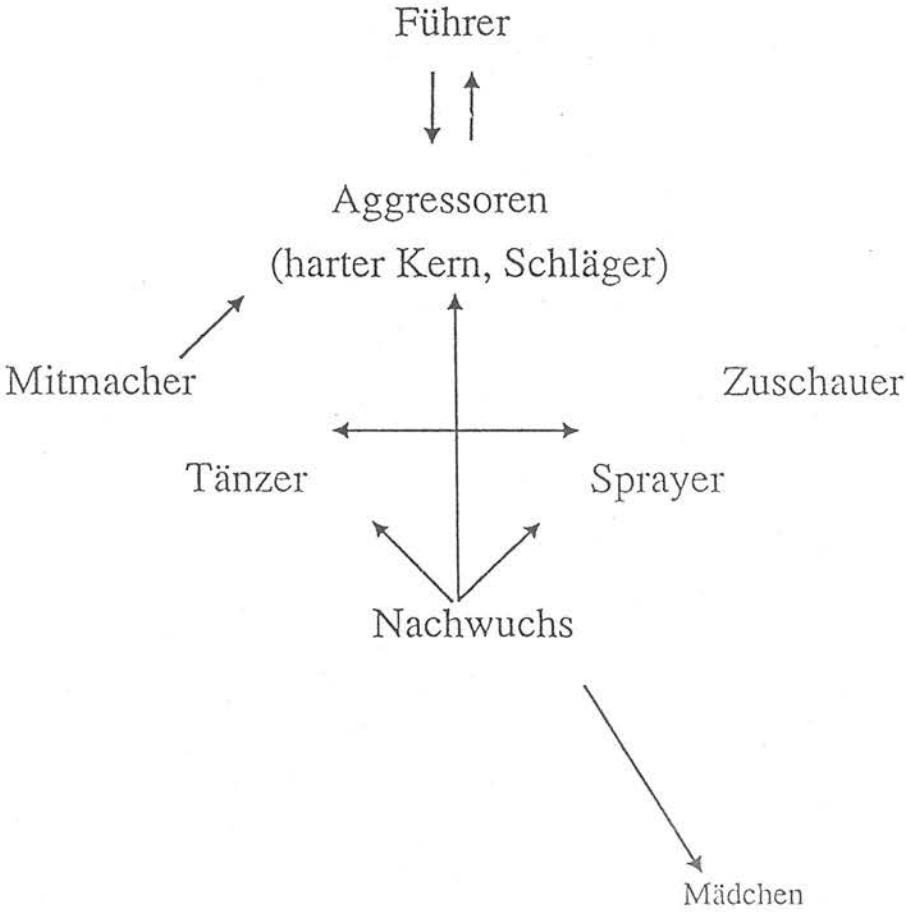 Führer
Aggressoren
(harter Kern, Schläger)
Mitmacher
Zuschauer
Tänzer
Sprayer
Nachwuchs
Mädchen